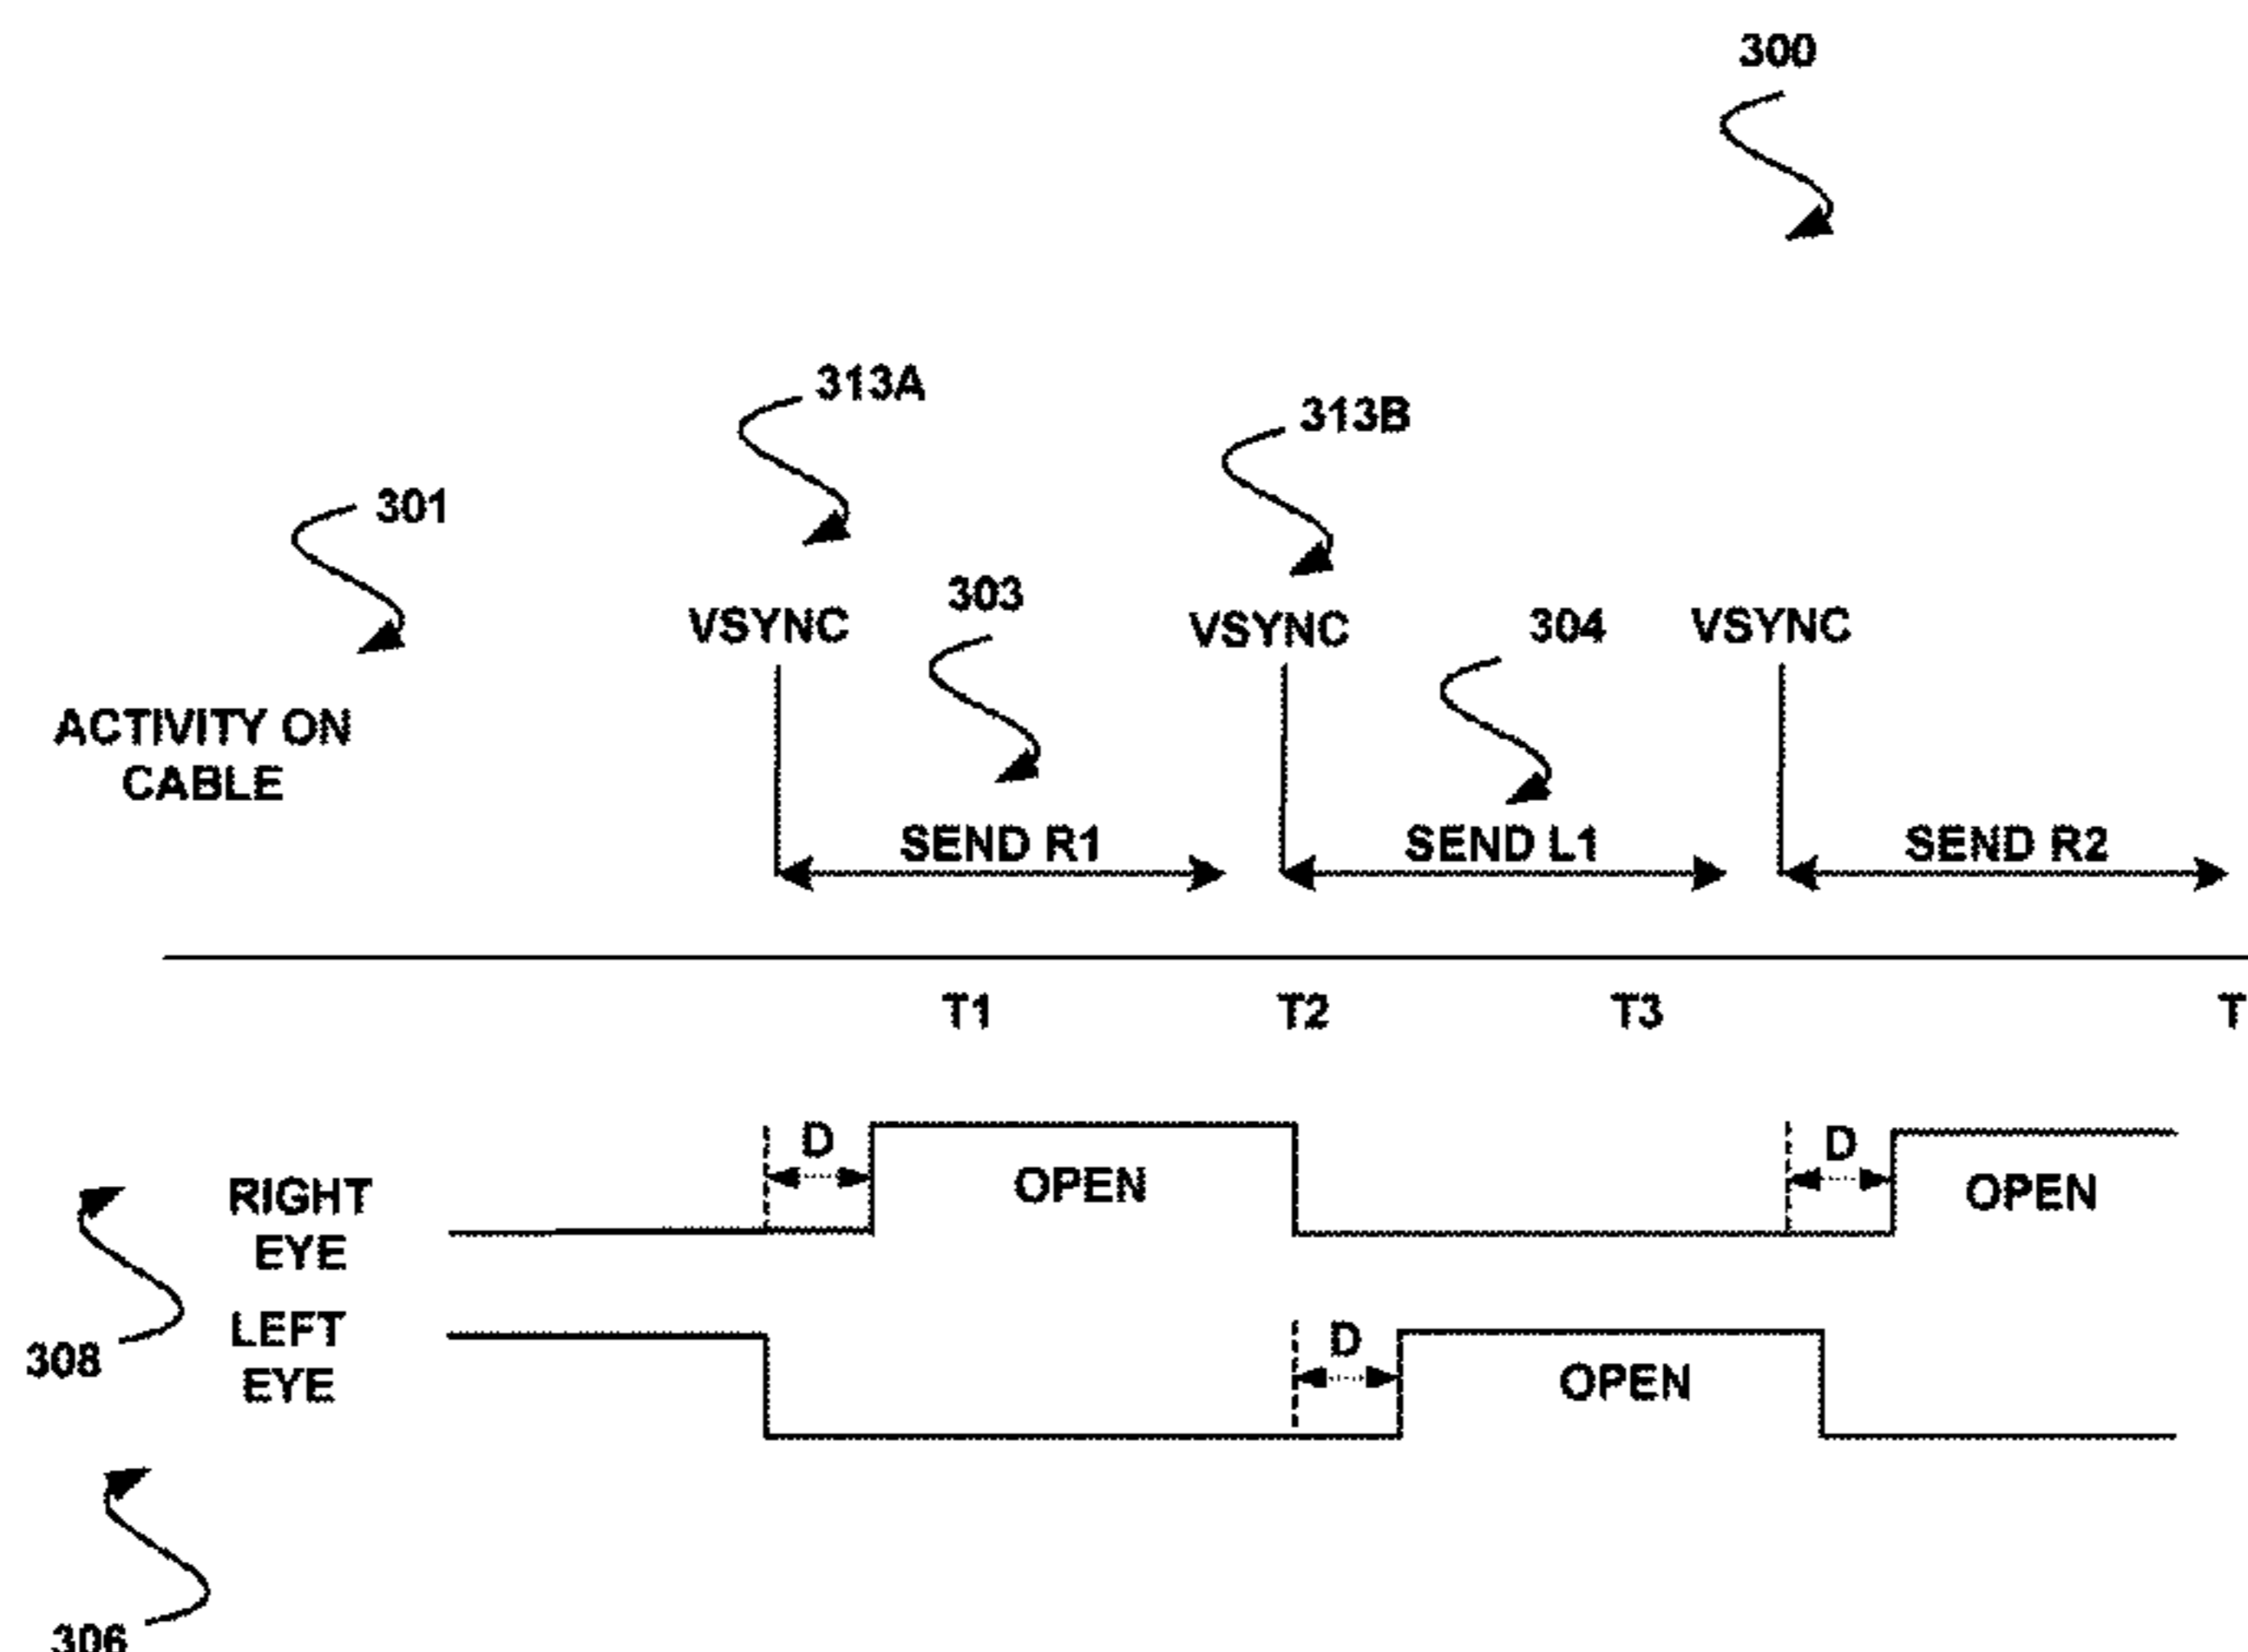 300
313A
313B
301
303
304
VSYNC
VSYNC
VSYNC
ACTIVITY ON
CABLE
SEND R1
SEND L1
SEND R2
T1
T2
T3
T
D
D
OPEN
OPEN
RIGHT
EYE
LEFT
EYE
D
OPEN
308
306